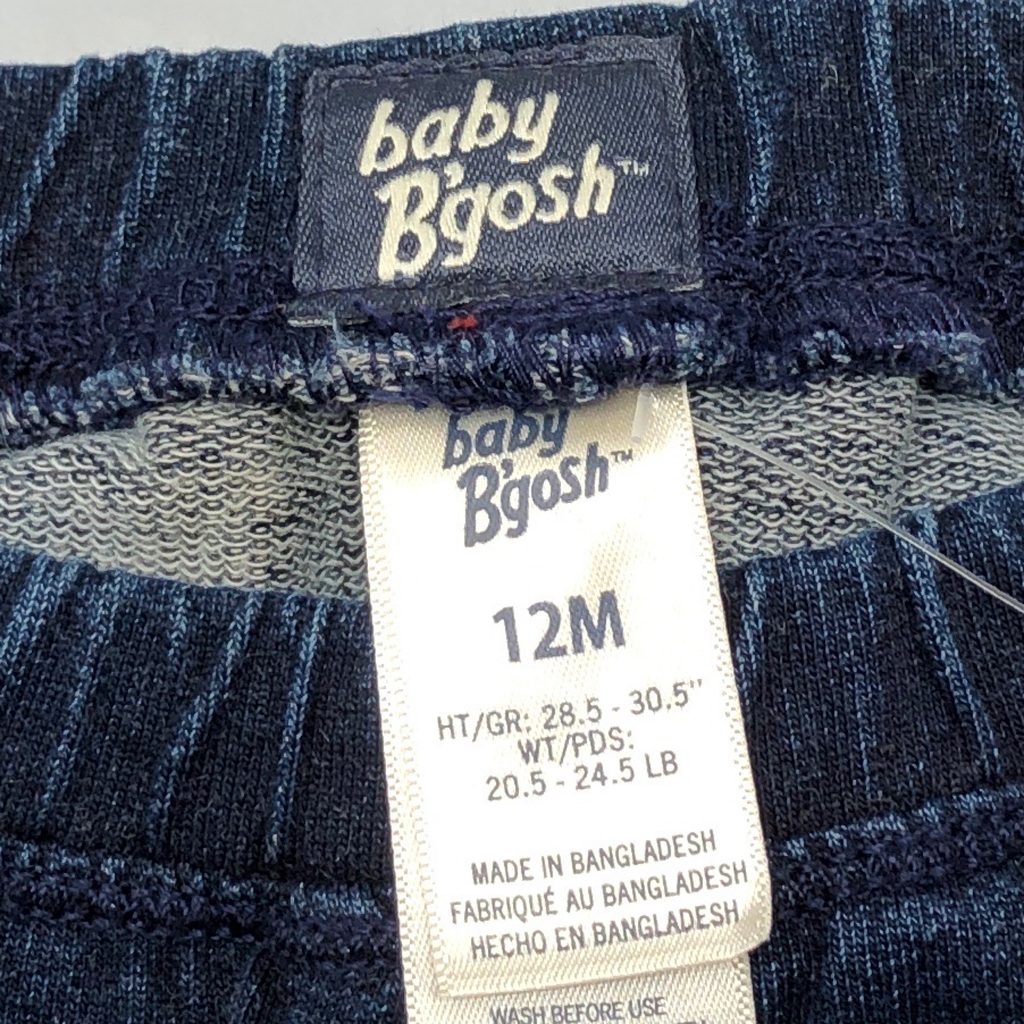 baby
B'gosh™
baby
B'gosh™
12M
HT/GR: 28.5 - 30.5"
WT/PDS:
20.5 - 24.5 LB
MADE IN BANGLADESH
FABRIQUÉ AU BANGLADESH
HECHO EN BANGLADESH
WASH BEFORE USE